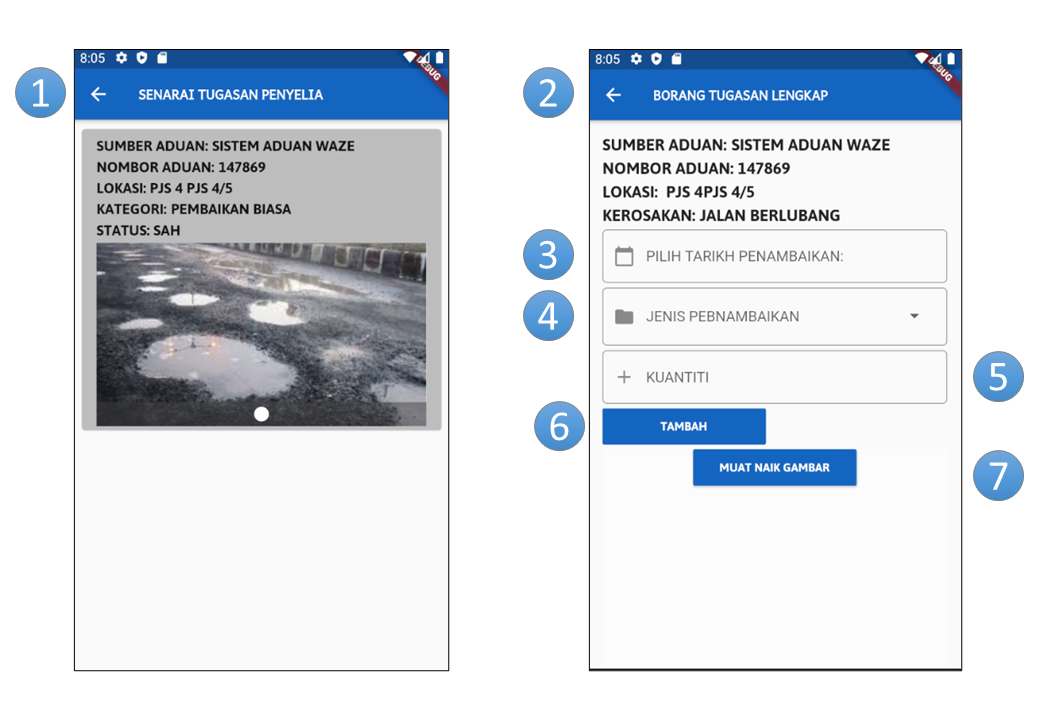 1
8:05
DEBUG
SENARAI TUGASAN PENYELIA
SUMBER ADUAN: SISTEM ADUAN WAZE
NOMBOR ADUAN: 147869
LOKASI: PJS 4 PJS 4/5
KATEGORI: PEMBAIKAN BIASA
STATUS: SAH
2
8:05
DEBUG
BORANG TUGASAN LENGKAP
SUMBER ADUAN: SISTEM ADUAN WAZE
NOMBOR ADUAN: 147869
LOKASI: PJS 4PJS 4/5
KEROSAKAN: JALAN BERLUBANG
3
PILIH TARIKH PENAMBAIKAN:
4
JENIS PEBNAMBAIKAN
KUANTITI
5
6
TAMBAH
MUAT NAIK GAMBAR
7